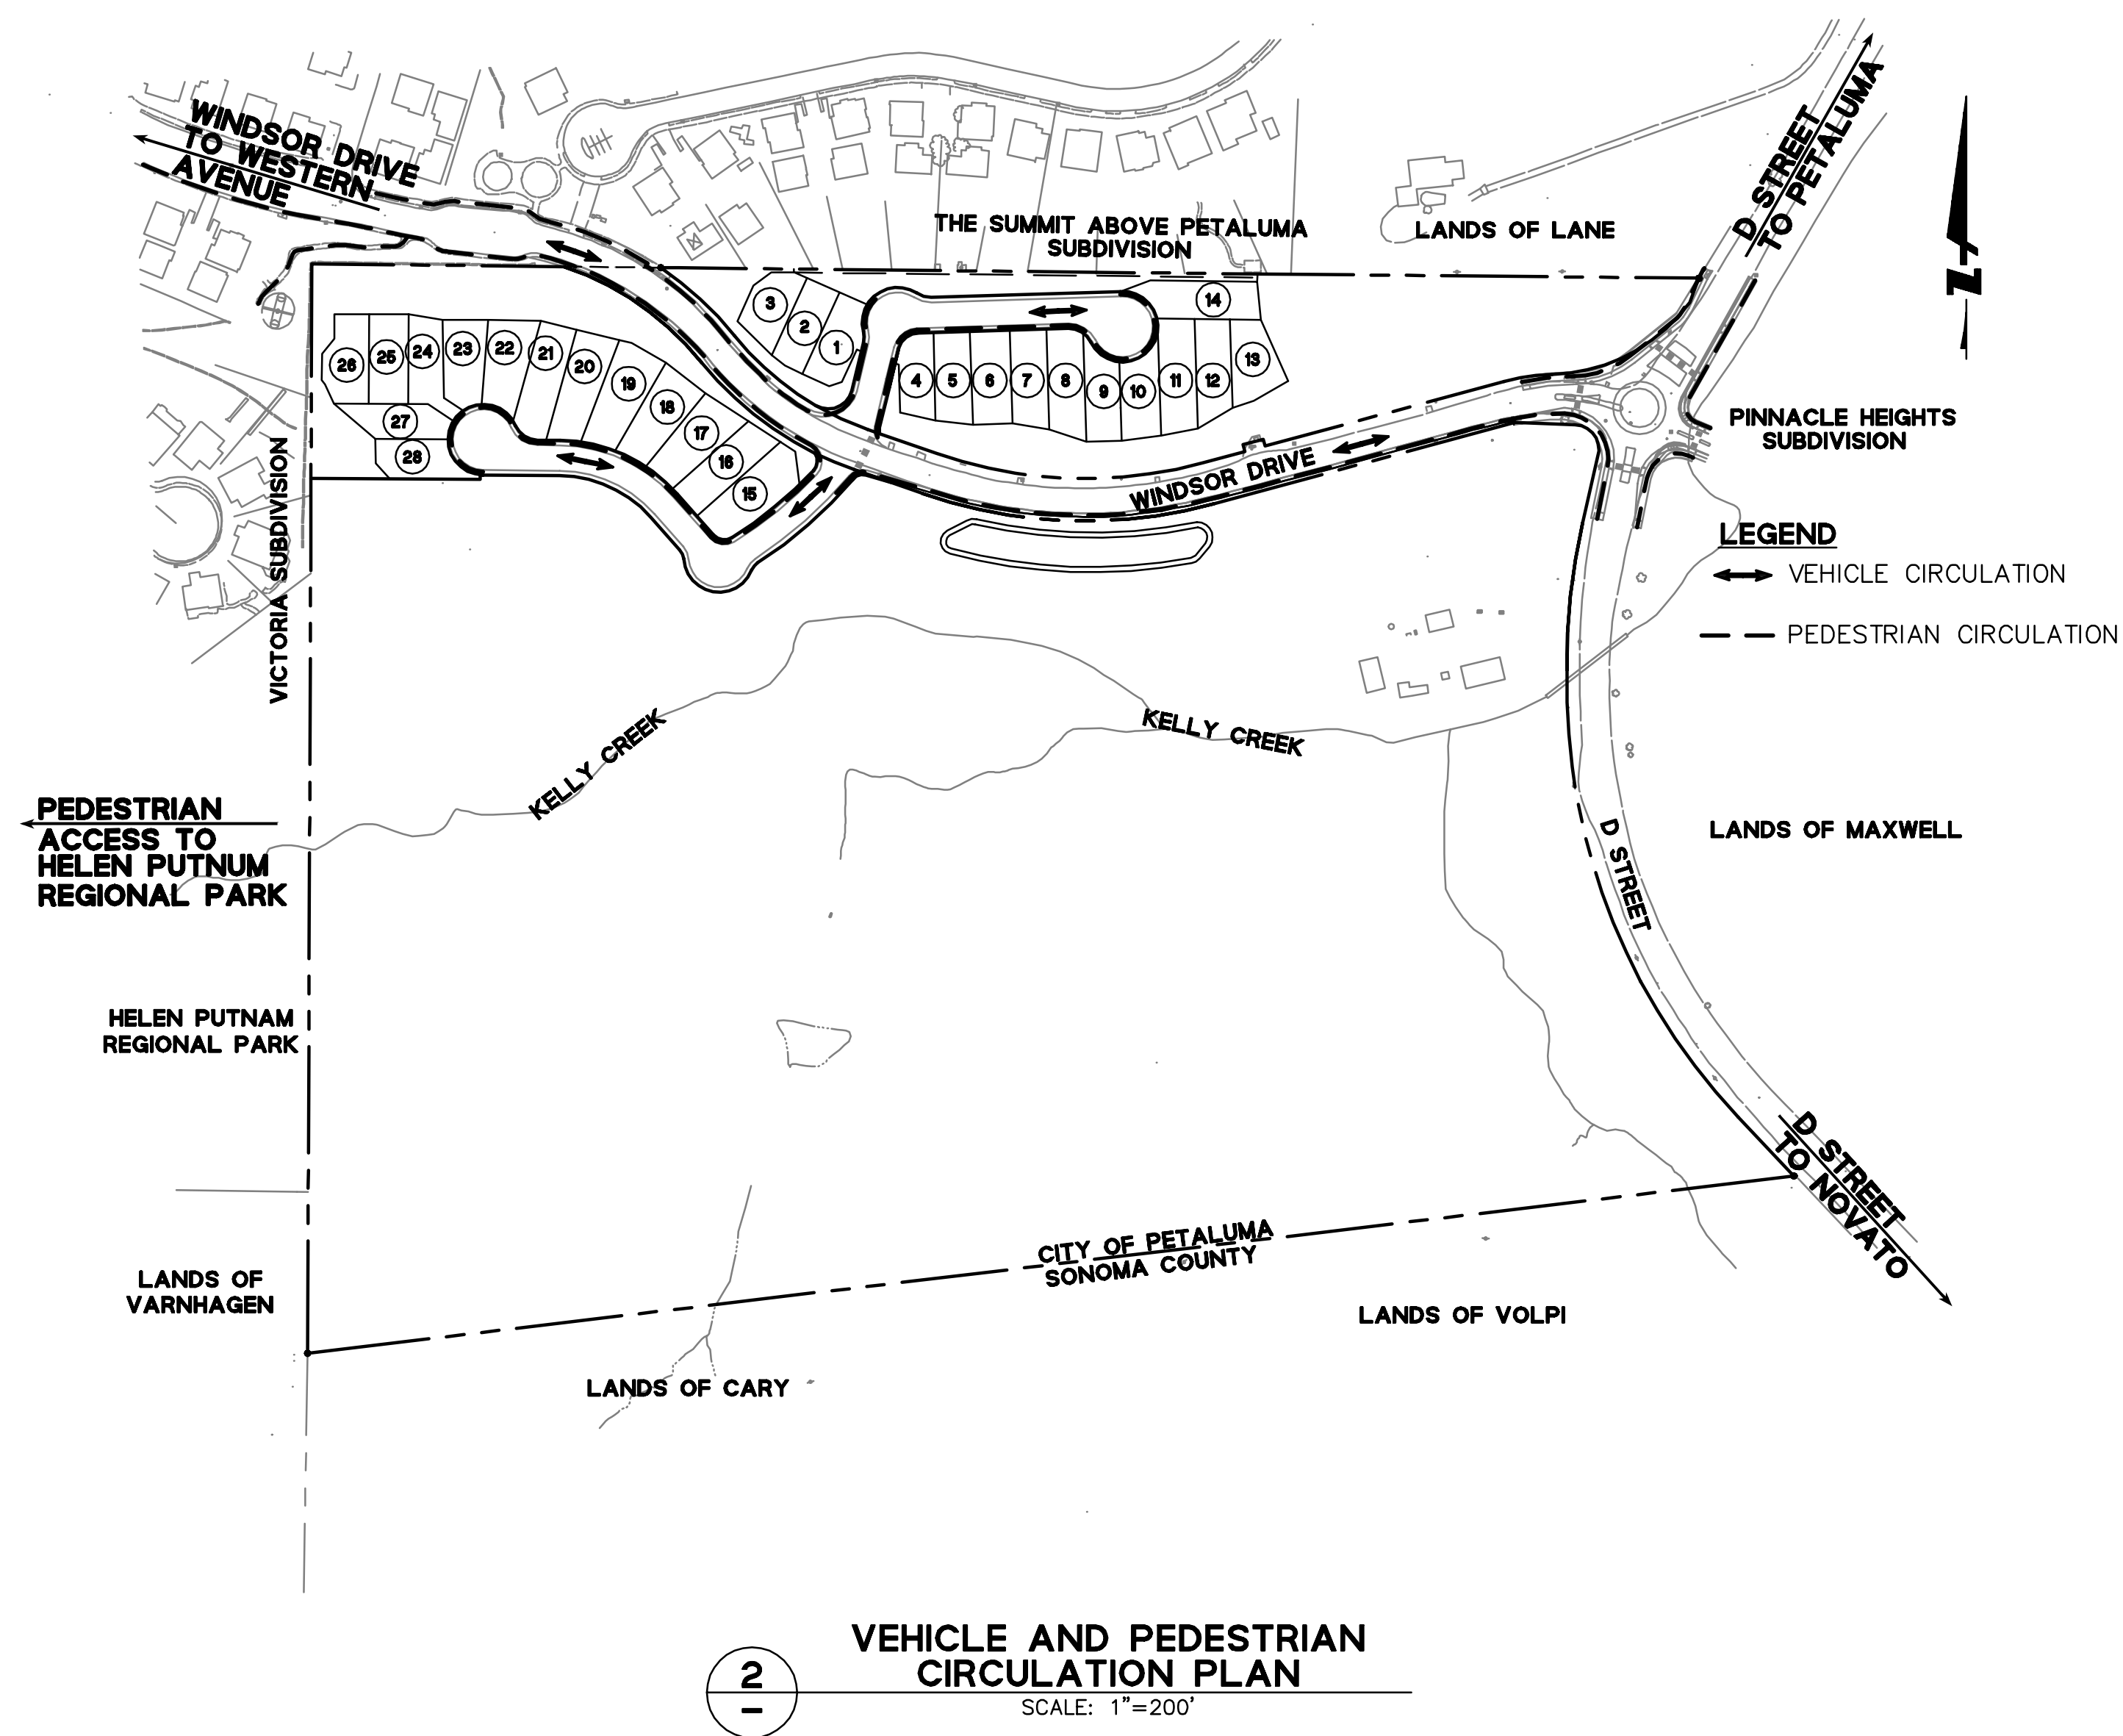 WINDSOR DRIVE
TO WESTERN
AVENUE
D STREET
TO PETALUMA
THE SUMMIT ABOVE PETALUMA
SUBDIVISION
LANDS OF LANE
N
3
2
1
14
26
25
24
23
22
21
20
19
18
17
16
15
27
28
4
5
6
7
8
9
10
11
12
13
WINDSOR DRIVE
PINNACLE HEIGHTS
SUBDIVISION
VICTORIA SUBDIVISION
LEGEND
VEHICLE CIRCULATION
PEDESTRIAN CIRCULATION
KELLY CREEK
KELLY CREEK
PEDESTRIAN
ACCESS TO
HELEN PUTNUM
REGIONAL PARK
D STREET
LANDS OF MAXWELL
HELEN PUTNAM
REGIONAL PARK
D STREET
TO NOVATO
CITY OF PETALUMA
SONOMA COUNTY
LANDS OF
VARNHAGEN
LANDS OF VOLPI
LANDS OF CARY
2
VEHICLE AND PEDESTRIAN
CIRCULATION PLAN
SCALE: 1"=200'